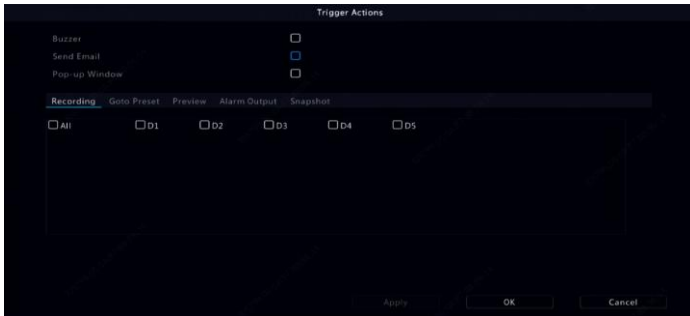 Trigger Actions
Buzzer
Send Email
Pop-up Window
Recording Goto Preset Preview Alarm Output Snapshot
All D1 D2 D3 D4 D5
Apply OK Cancel